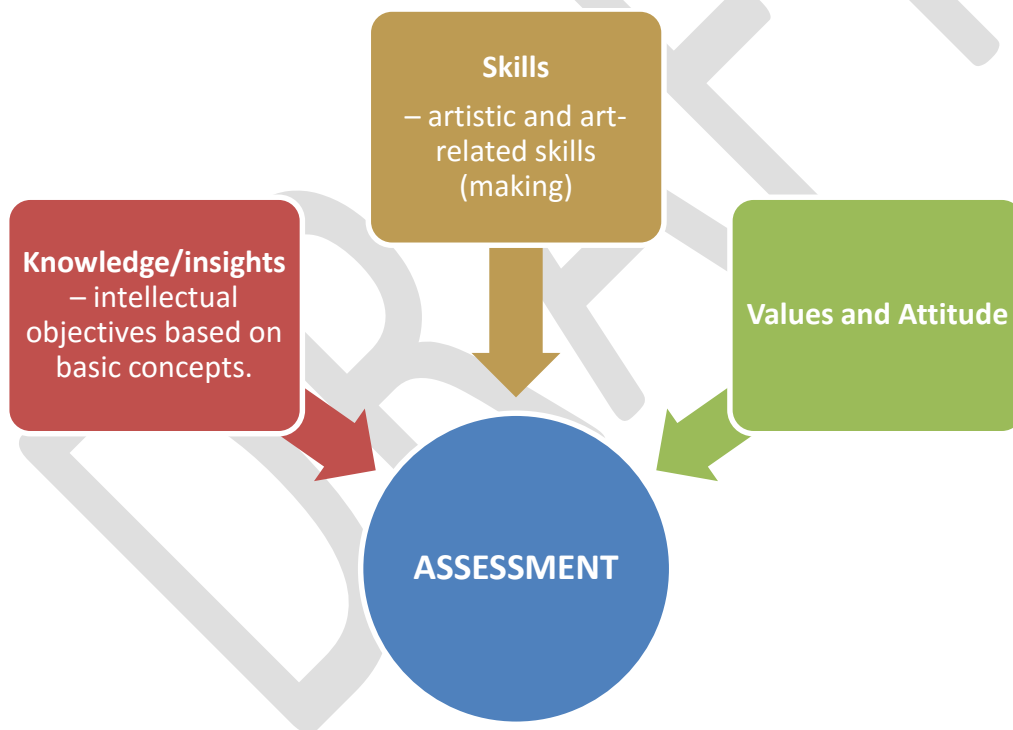 Skills
– artistic and art-
related skills
(making)
Knowledge/insights
– intellectual
objectives based on
basic concepts.
Values and Attitude
ASSESSMENT